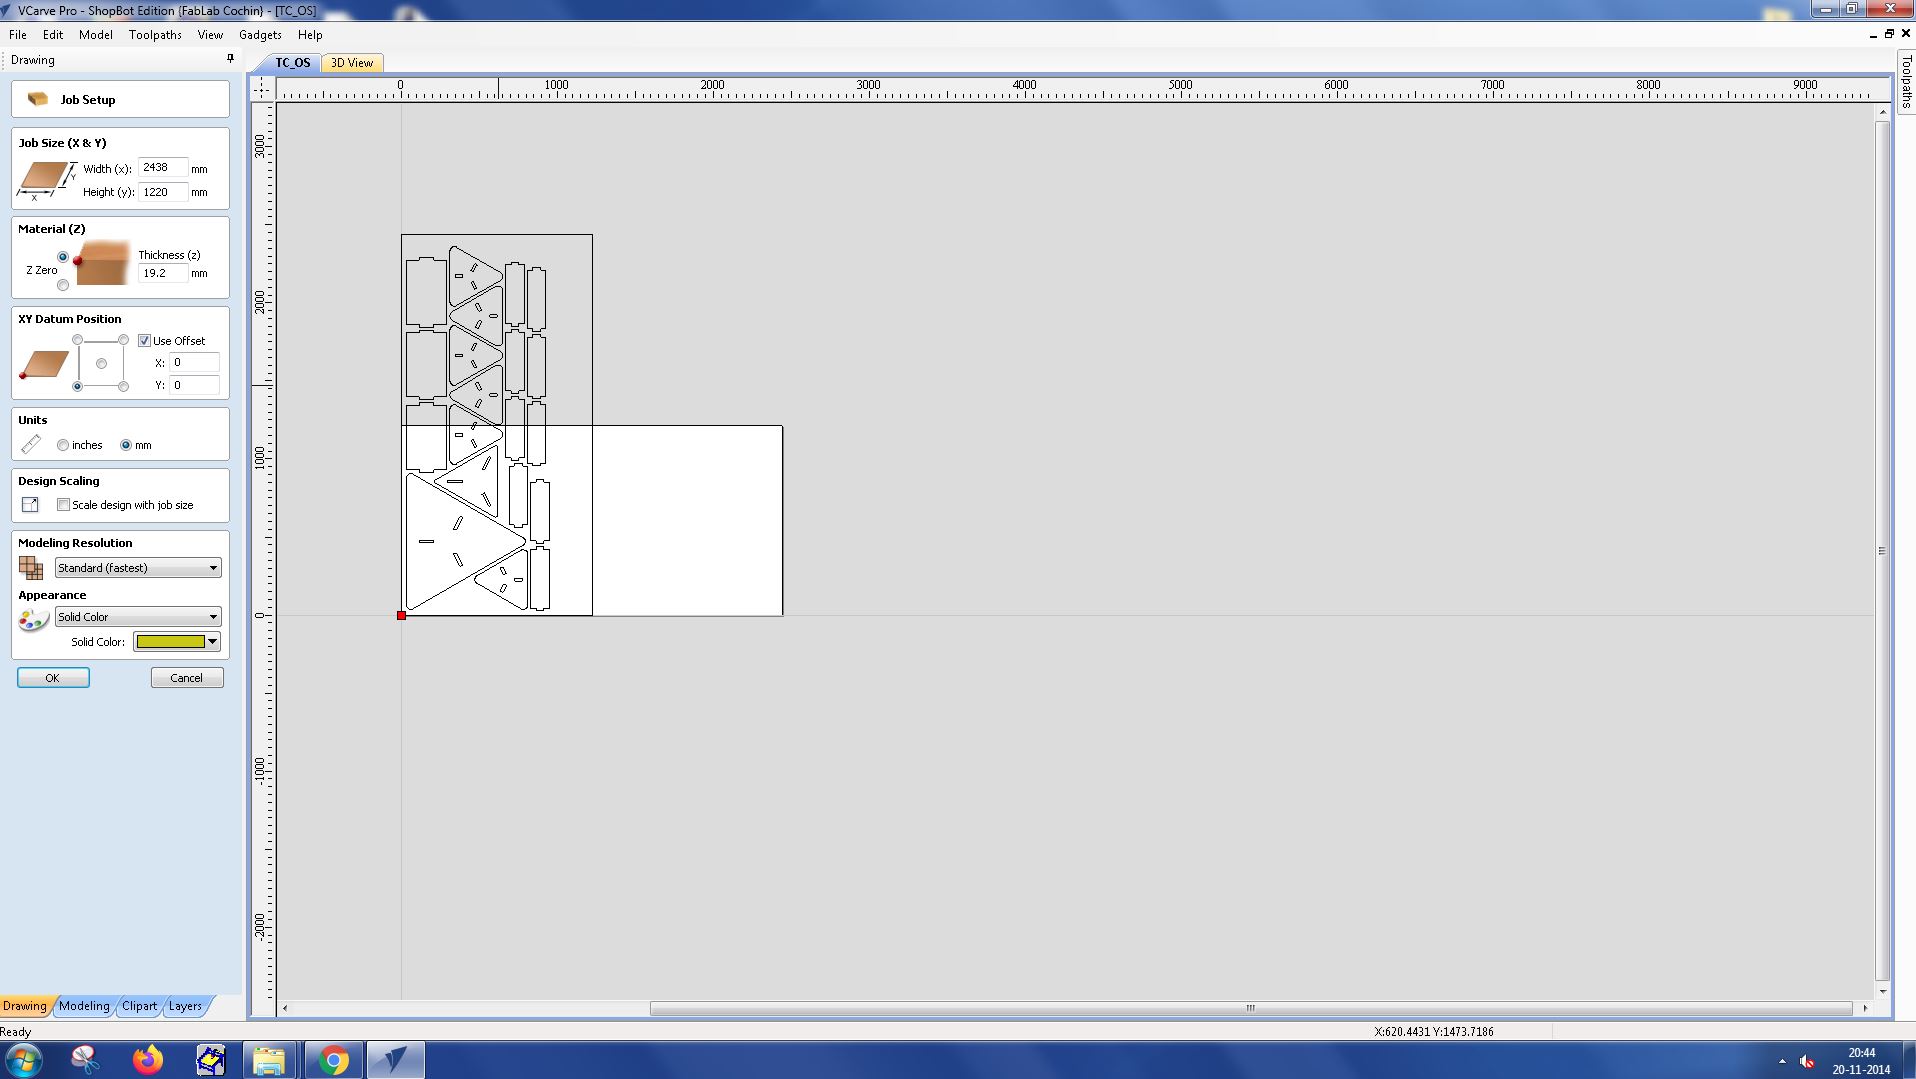 VCarve Pro - ShopBot Edition {FabLab Cochin} - [TC_OS]
File Edit Model Toolpaths View Gadgets Help
Drawing
TC_OS 3D View
Toolpaths
Job Setup
Job Size (X & Y)
Width (x): 2438 mm
Height (y): 1220 mm
Y
X
Material (Z)
Z Zero
Thickness (z)
19.2 mm
XY Datum Position
Use Offset
X: 0
Y: 0
Units
inches mm
Design Scaling
Scale design with job size
Modeling Resolution
Standard (fastest)
Appearance
Solid Color
Solid Color:
OK Cancel
0 1000 2000 3000 4000 5000 6000 7000 8000 9000
3000
2000
1000
0
-1000
-2000
Drawing Modeling Clipart Layers
Ready
X:620.4431 Y:1473.7186
20:44
20-11-2014